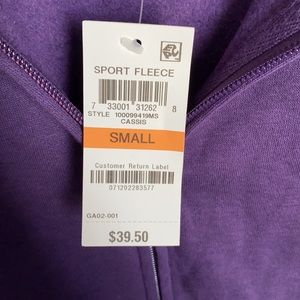 SPORT FLEECE
7 33001 31262 8
STYLE 100099419MS
CASSIS
SMALL
Customer Return Label
071202283577
GA02-001
$39.50